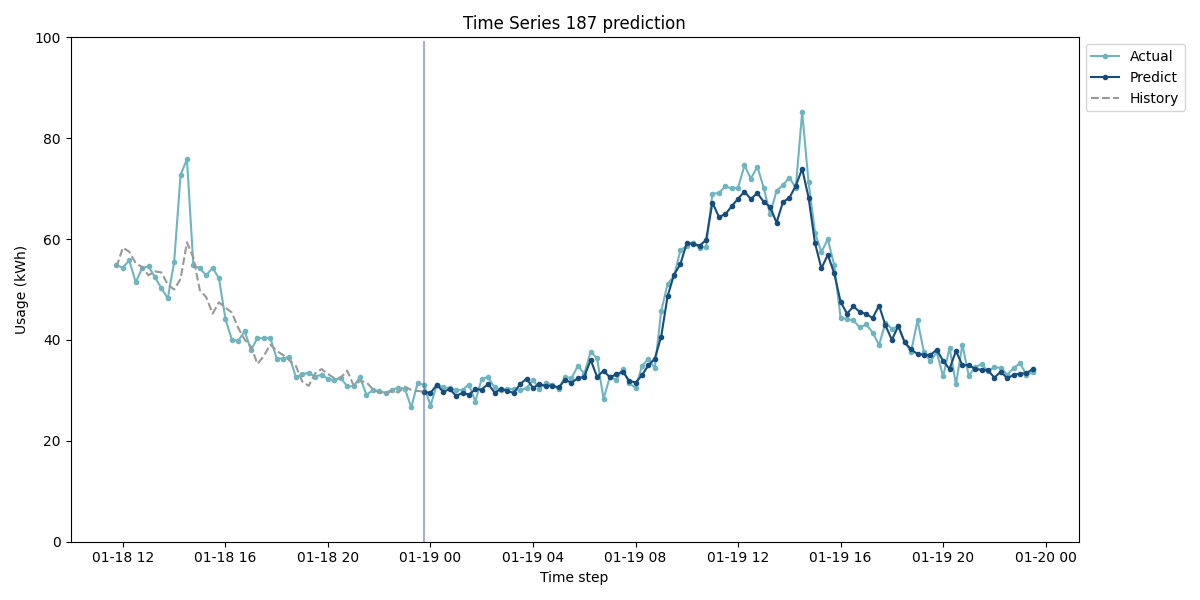 Time Series 187 prediction
Usage (kWh)
100
80
60
40
20
0
01-18 12
01-18 16
01-18 20
01-19 00
01-19 04
01-19 08
01-19 12
01-19 16
01-19 20
01-20 00
Time step
Actual
Predict
History